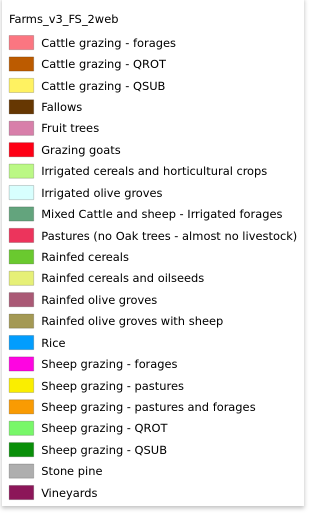 Farms_v3_FS_2web
Cattle grazing - forages
Cattle grazing - QROT
Cattle grazing - QSUB
Fallows
Fruit trees
Grazing goats
Irrigated cereals and horticultural crops
Irrigated olive groves
Mixed Cattle and sheep - Irrigated forages
Pastures (no Oak trees - almost no livestock)
Rainfed cereals
Rainfed cereals and oilseeds
Rainfed olive groves
Rainfed olive groves with sheep
Rice
Sheep grazing - forages
Sheep grazing - pastures
Sheep grazing - pastures and forages
Sheep grazing - QROT
Sheep grazing - QSUB
Stone pine
Vineyards